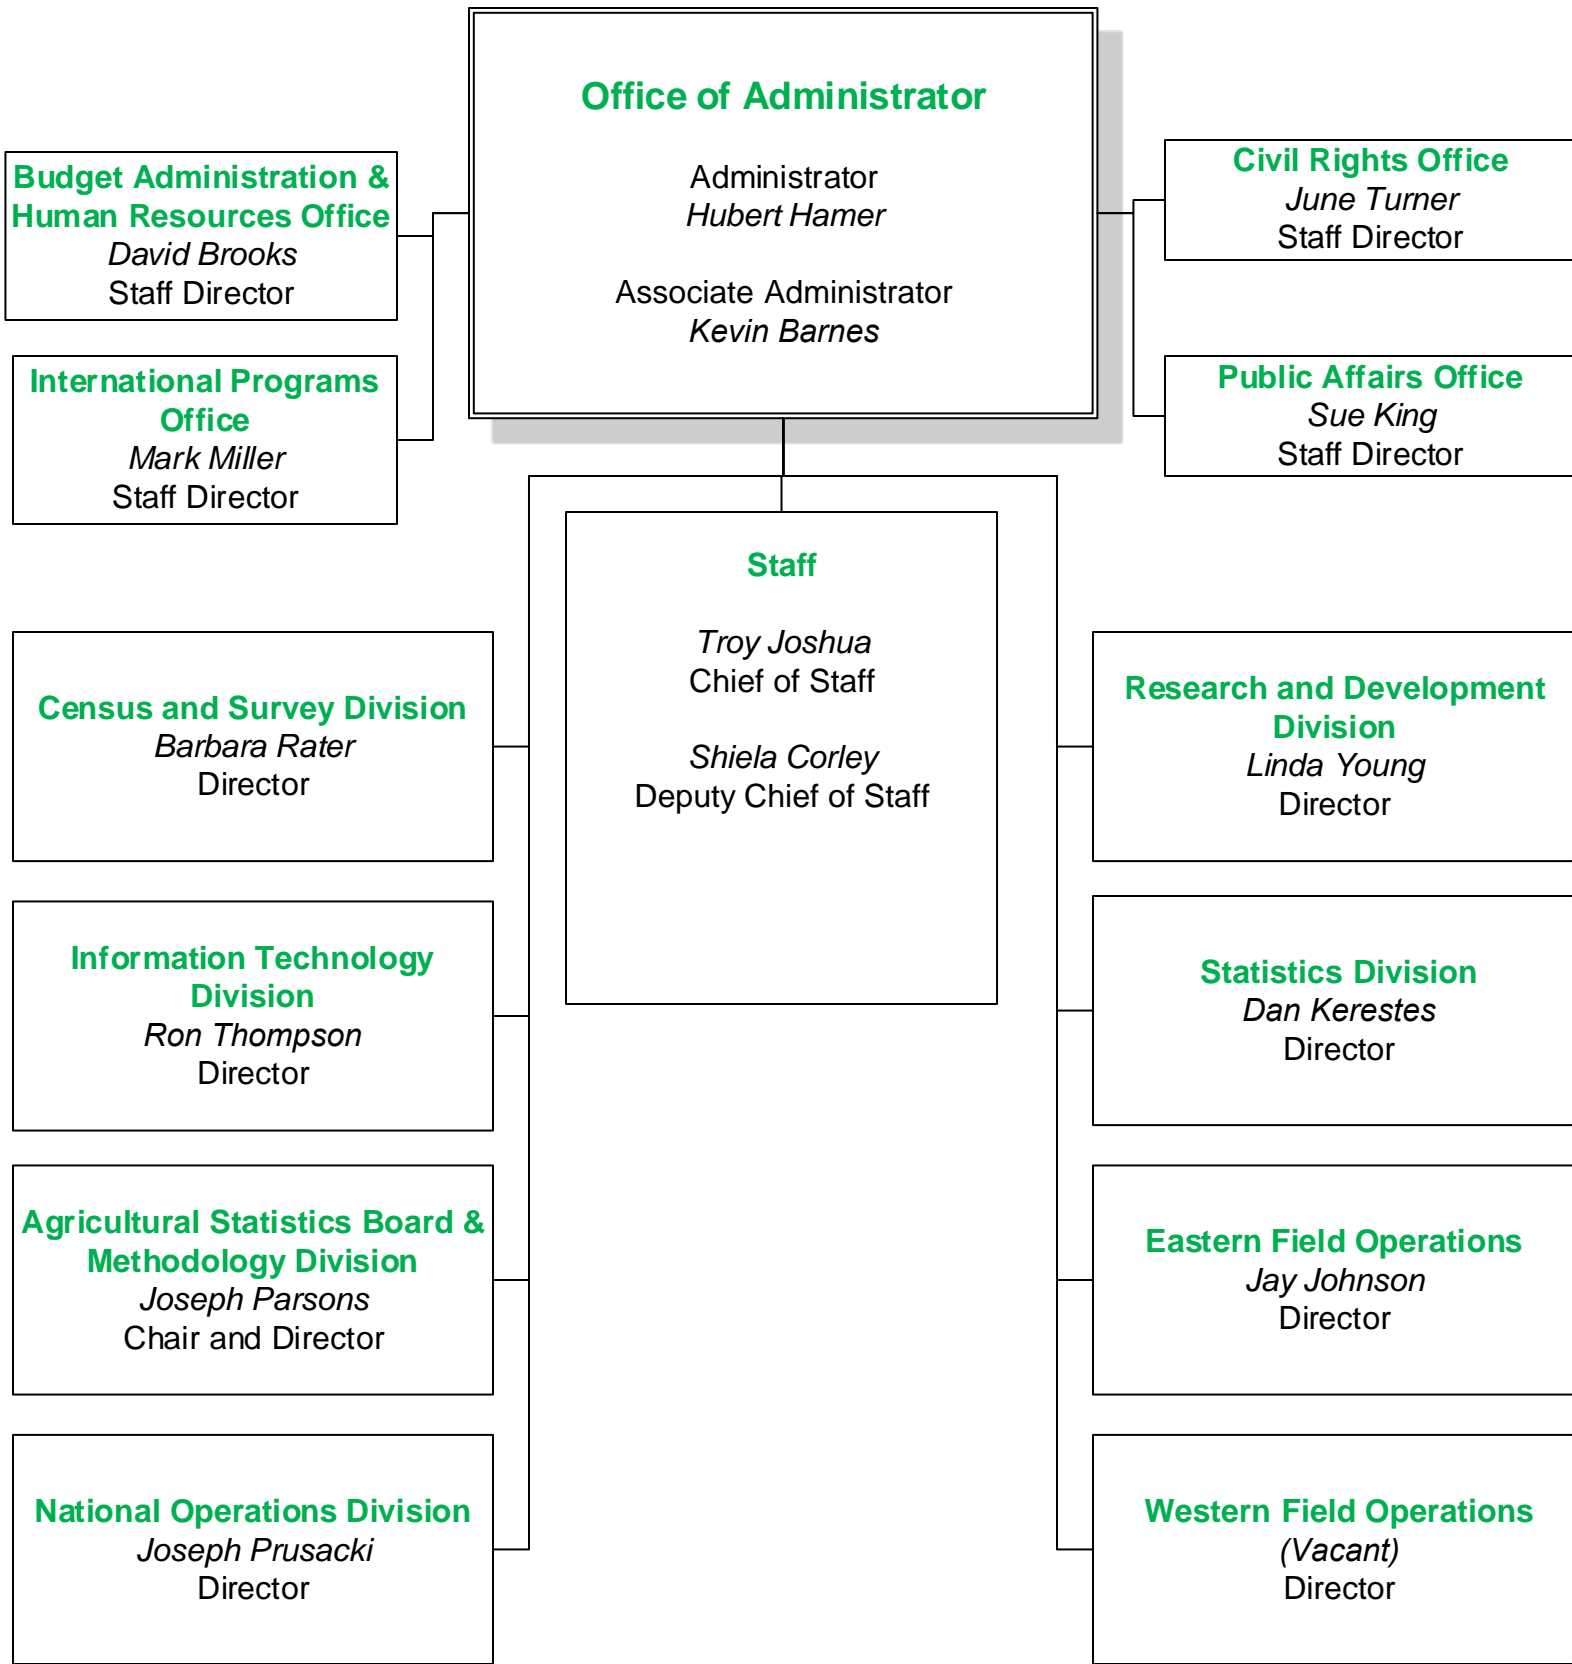 Office of Administrator
Administrator
Hubert Hamer
Associate Administrator
Kevin Barnes
Budget Administration &
Human Resources Office
David Brooks
Staff Director
International Programs
Office
Mark Miller
Staff Director
Civil Rights Office
June Turner
Staff Director
Public Affairs Office
Sue King
Staff Director
Staff
Troy Joshua
Chief of Staff
Shiela Corley
Deputy Chief of Staff
Census and Survey Division
Barbara Rater
Director
Information Technology
Division
Ron Thompson
Director
Agricultural Statistics Board &
Methodology Division
Joseph Parsons
Chair and Director
National Operations Division
Joseph Prusacki
Director
Research and Development
Division
Linda Young
Director
Statistics Division
Dan Kerestes
Director
Eastern Field Operations
Jay Johnson
Director
Western Field Operations
(Vacant)
Director